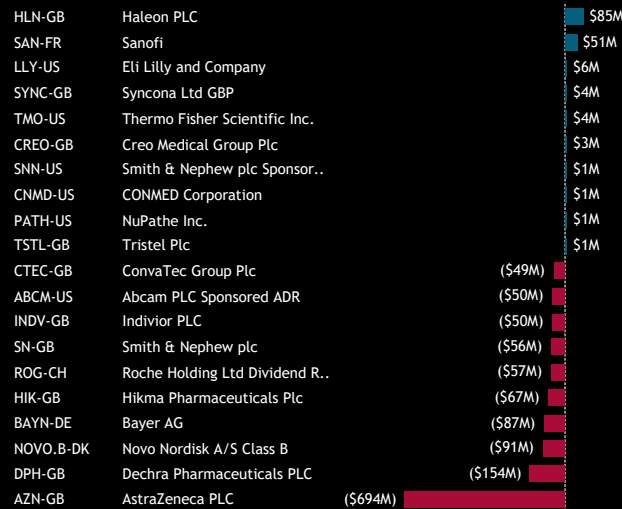 HLN-GB Haleon PLC $85M
SAN-FR Sanofi $51M
LLY-US Eli Lilly and Company $6M
SYNC-GB Syncona Ltd GBP $4M
TMO-US Thermo Fisher Scientific Inc. $4M
CREO-GB Creo Medical Group Plc $3M
SNN-US Smith & Nephew plc Sponsor.. $1M
CNMD-US CONMED Corporation $1M
PATH-US NuPathe Inc. $1M
TSTL-GB Tristel Plc $1M
CTEC-GB ConvaTec Group Plc ($49M)
ABCM-US Abcam PLC Sponsored ADR ($50M)
INDV-GB Indivior PLC ($50M)
SN-GB Smith & Nephew plc ($56M)
ROG-CH Roche Holding Ltd Dividend R.. ($57M)
HIK-GB Hikma Pharmaceuticals Plc ($67M)
BAYN-DE Bayer AG ($87M)
NOVO.B-DK Novo Nordisk A/S Class B ($91M)
DPH-GB Dechra Pharmaceuticals PLC ($154M)
AZN-GB AstraZeneca PLC ($694M)